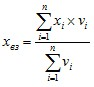 x_{вз} = \frac{\sum_{i=1}^{n} x_i \times v_i}{\sum_{i=1}^{n} v_i}